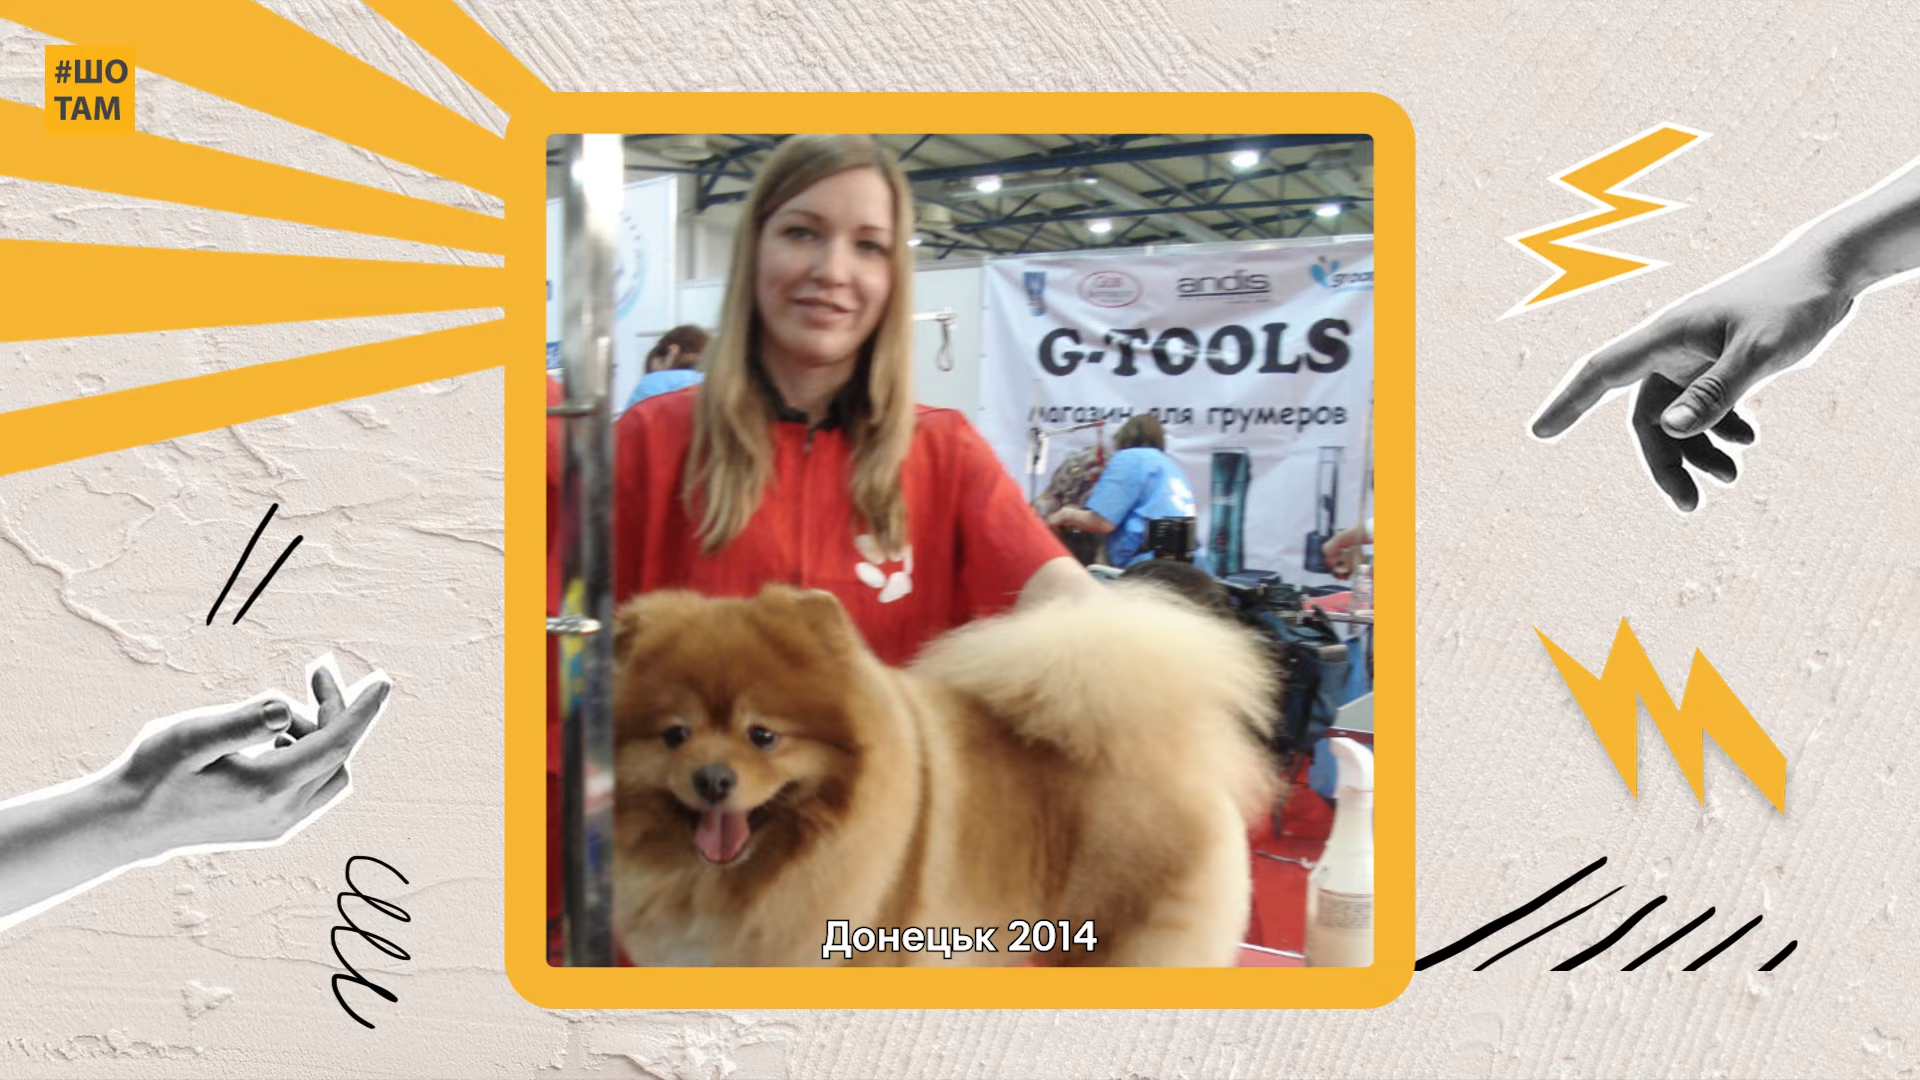 #ШО
ТАМ
andis
G-TOOLS
магазин для грумеров
Донецьк 2014